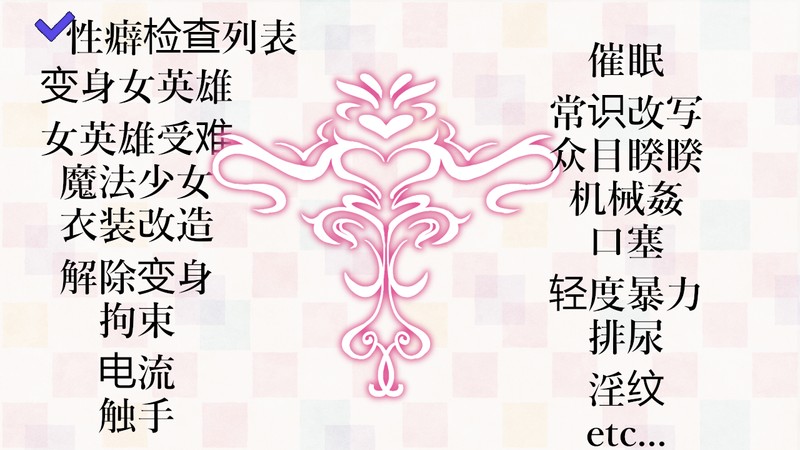 性癖检查列表
变身女英雄
女英雄受难
魔法少女
衣装改造
解除变身
拘束
电流
触手
催眠
常识改写
众目睽睽
机械姦
口塞
轻度暴力
排尿
淫纹
etc...